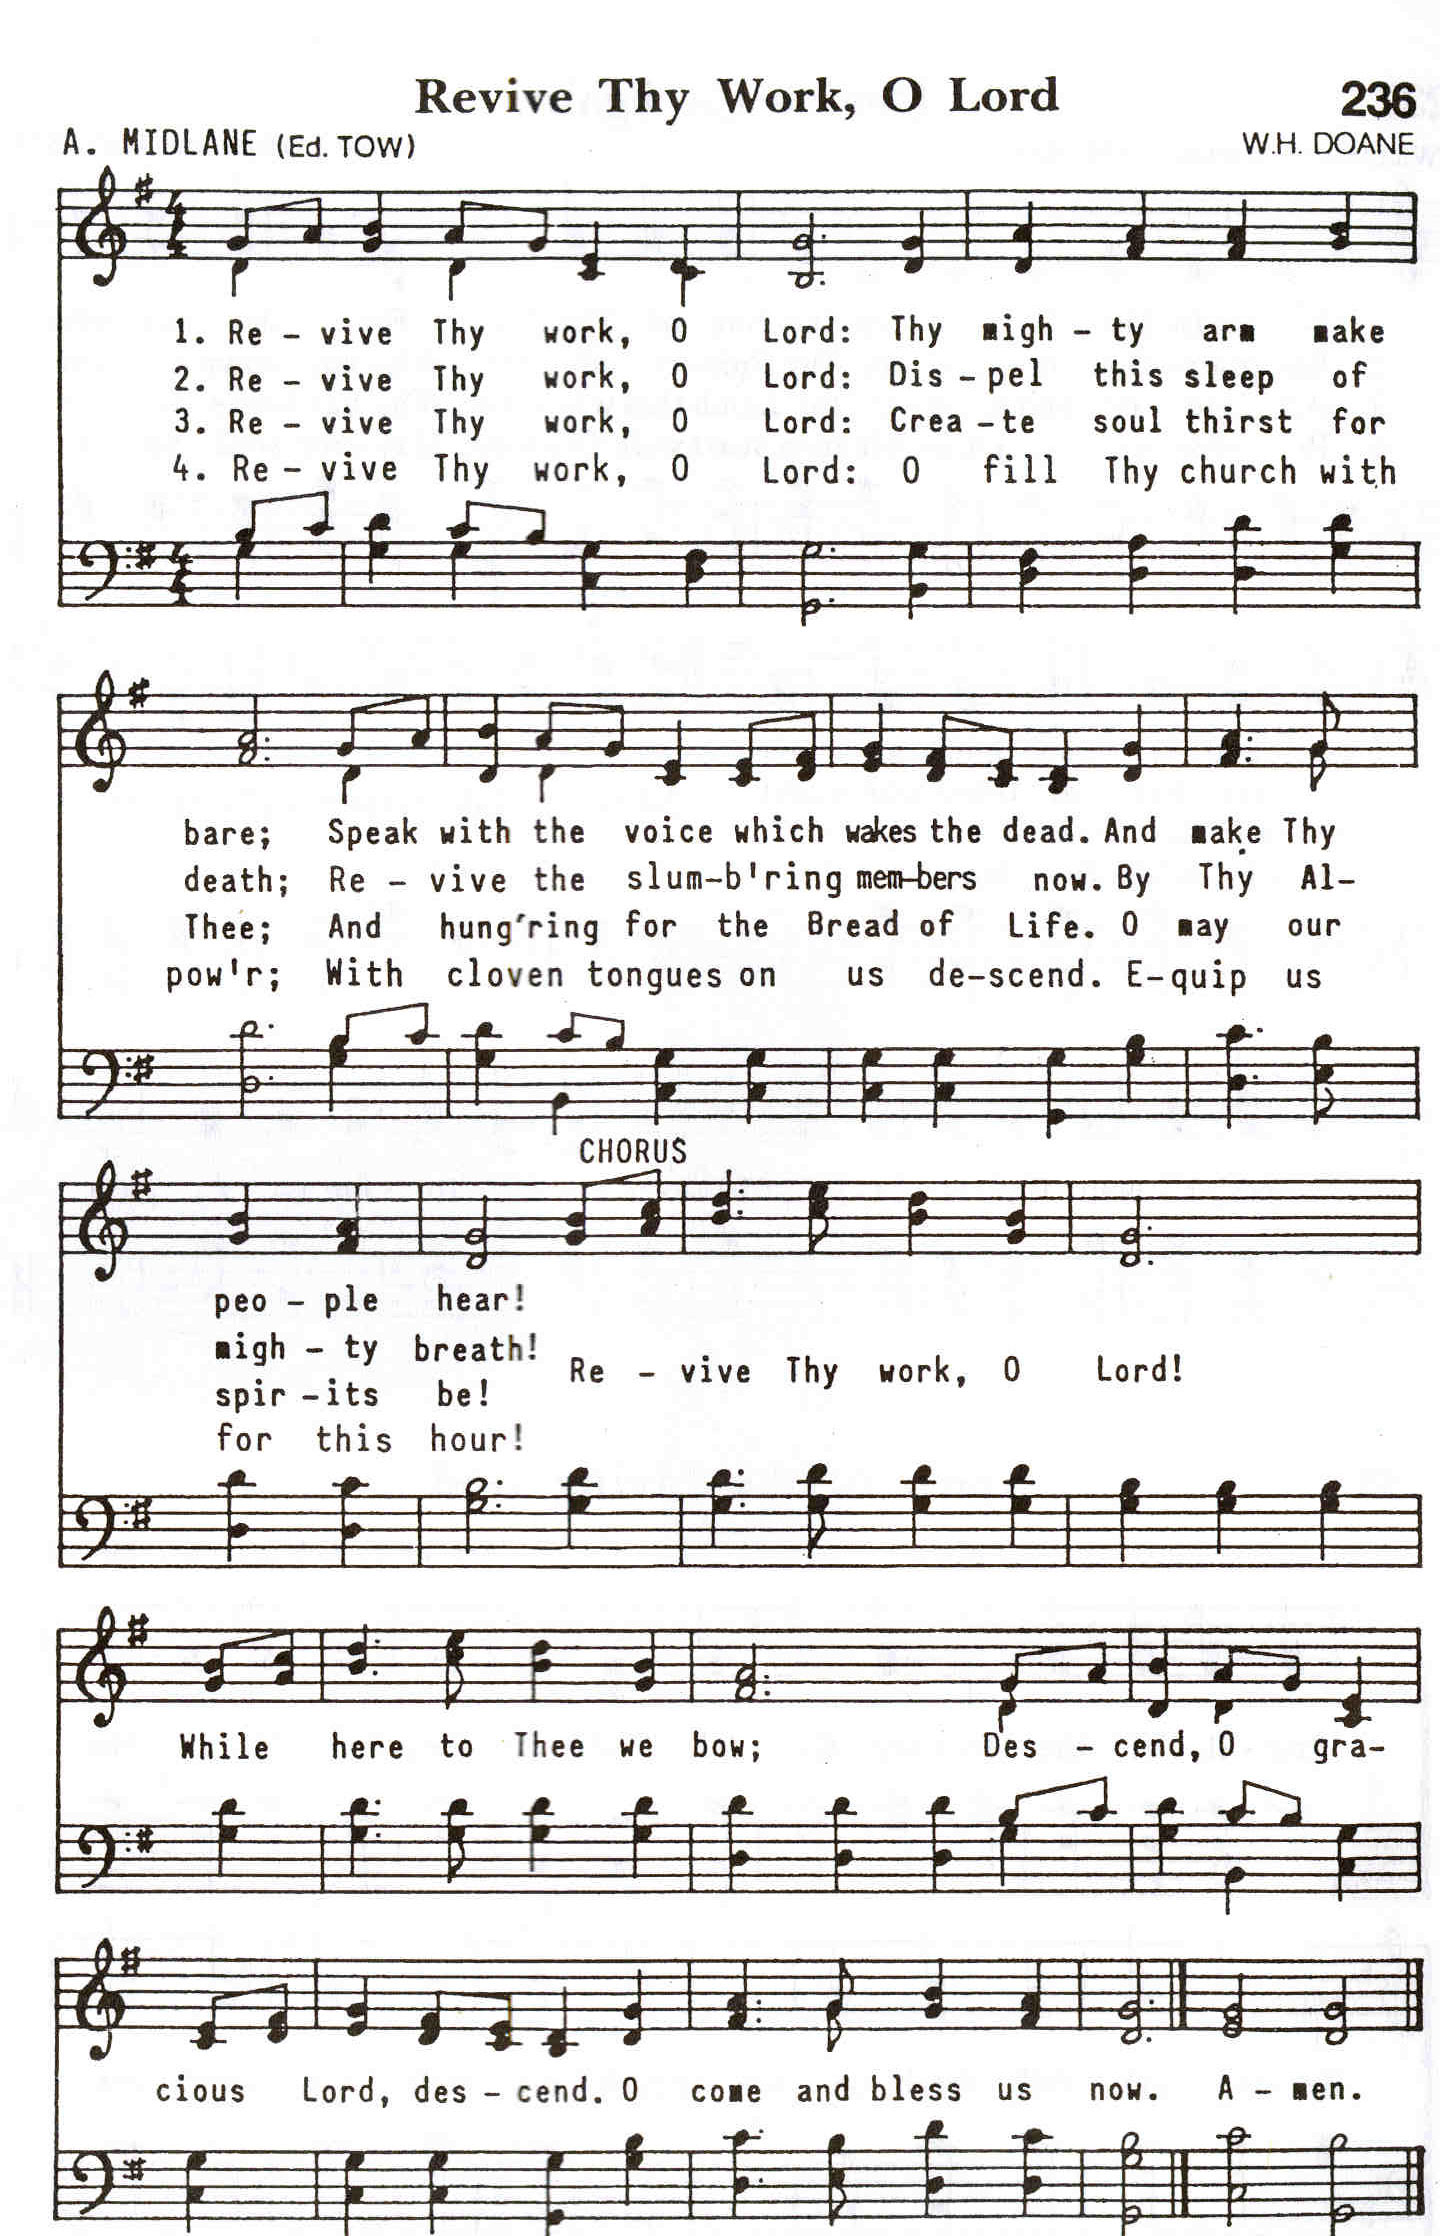 Revive Thy Work, O Lord 236
A. MIDLANE (Ed. TOW) W.H. DOANE
1. Re – vive Thy work, O Lord: Thy migh – ty arm make
2. Re – vive Thy work, O Lord: Dis – pel this sleep of
3. Re – vive Thy work, O Lord: Crea – te soul thirst for
4. Re – vive Thy work, O Lord: O fill Thy church with
bare; Speak with the voice which wakes the dead. And make Thy
death; Re – vive the slum–b'ring mem–bers now. By Thy Al–
Thee; And hung'ring for the Bread of Life. O may our
pow'r; With cloven tongues on us de–scend. E–quip us
CHORUS
peo – ple hear!
migh – ty breath!
Re – vive Thy work, O Lord!
spir – its be!
for this hour!
While here to Thee we bow; Des – cend, O gra–
cious Lord, des – cend. O come and bless us now. A – men.